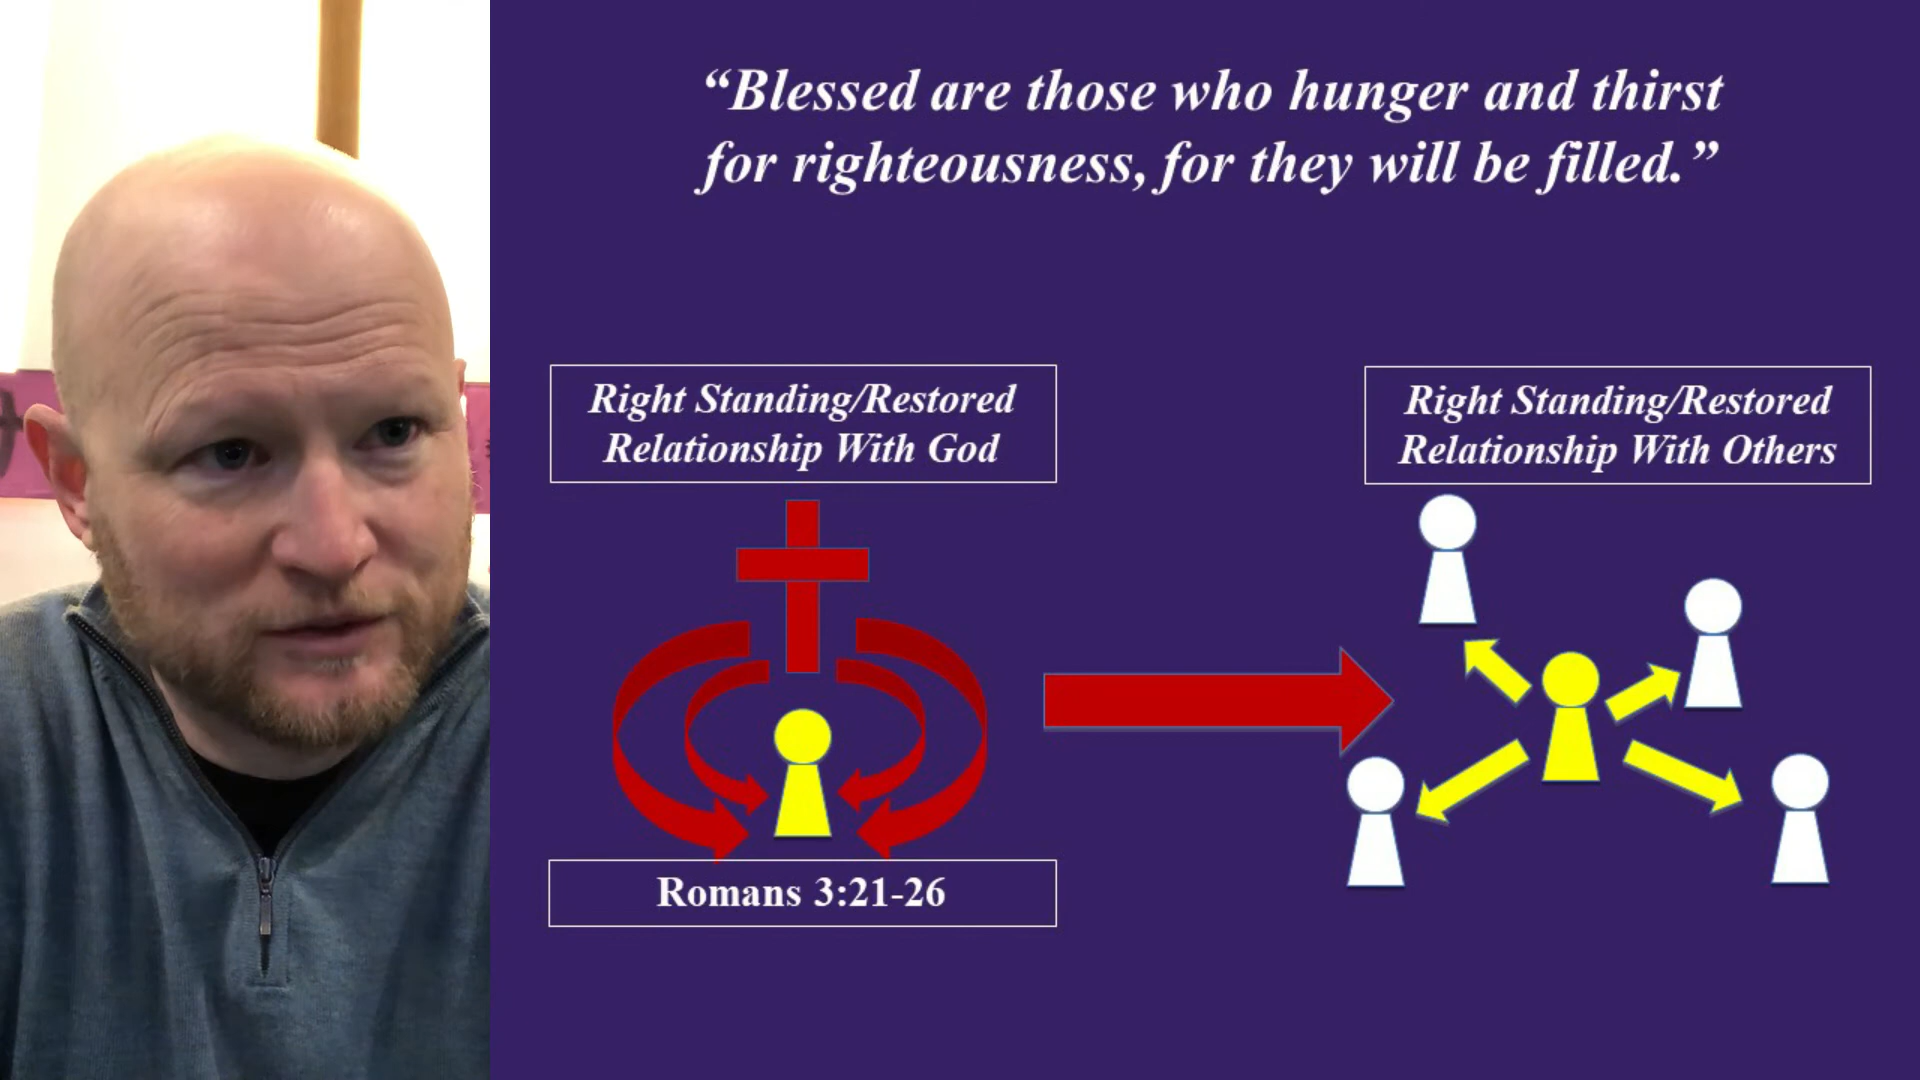 “Blessed are those who hunger and thirst
for righteousness, for they will be filled.”
Right Standing/Restored
Relationship With God
Right Standing/Restored
Relationship With Others
Romans 3:21-26